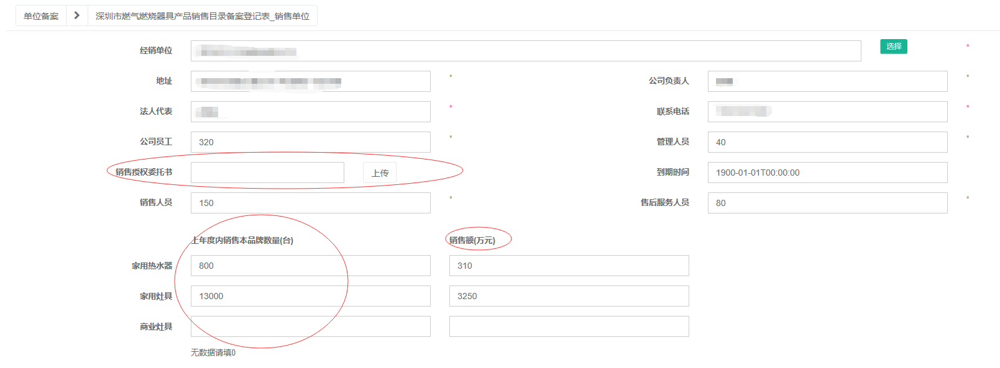 单位备案 > 深圳市燃气燃烧器具产品销售目录备案登记表_销售单位
经销单位 选择 *
地址 * 公司负责人 *
法人代表 * 联系电话 *
公司员工 320 * 管理人员 40 *
销售授权委托书 上传 到期时间 1900-01-01T00:00:00
销售人员 150 * 售后服务人员 80 *
上年度内销售本品牌数量(台) 销售额(万元)
家用热水器 800 310
家用灶具 13000 3250
商业灶具
无数据请填0